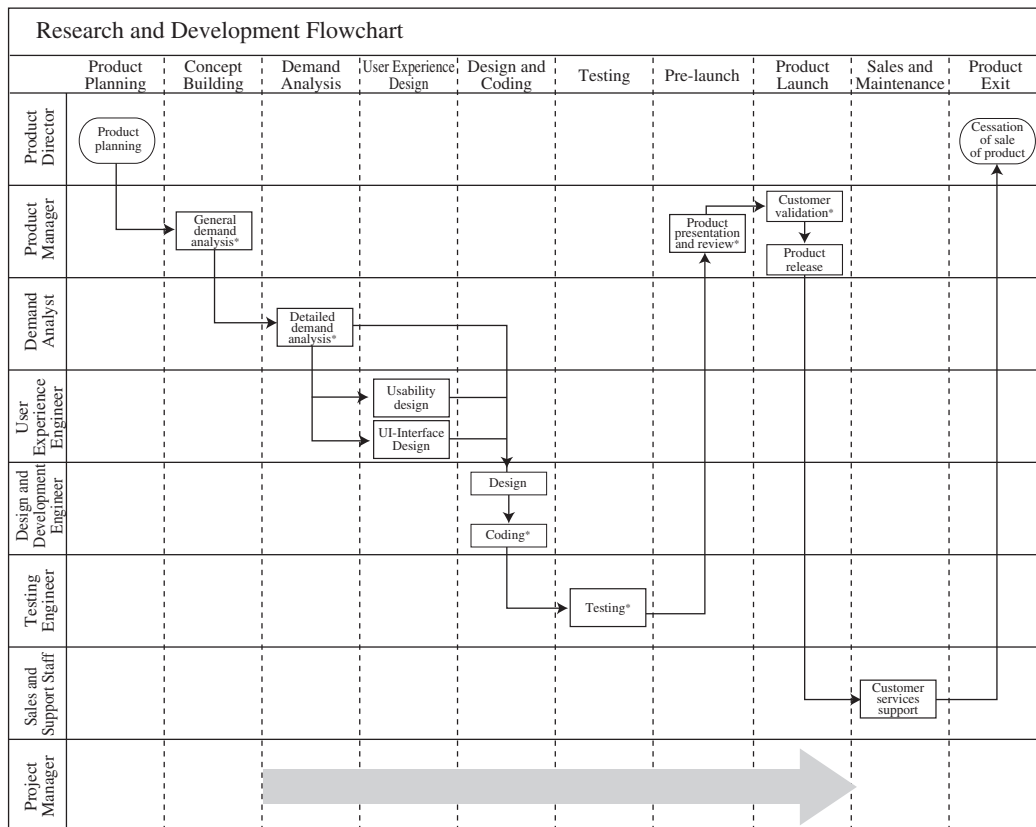 Research and Development Flowchart
Product
Planning
Concept
Building
Demand
Analysis
User Experience
Design
Design and
Coding
Testing
Pre-launch
Product
Launch
Sales and
Maintenance
Product
Exit
Product
Director
Product
planning
Cessation
of sale
of product
Product
Manager
General
demand
analysis*
Product
presentation
and review*
Customer
validation*
Product
release
Demand
Analyst
Detailed
demand
analysis*
User
Experience
Engineer
Usability
design
UI-Interface
Design
Design and
Development
Engineer
Design
Coding*
Testing
Engineer
Testing*
Sales and
Support Staff
Customer
services
support
Project
Manager